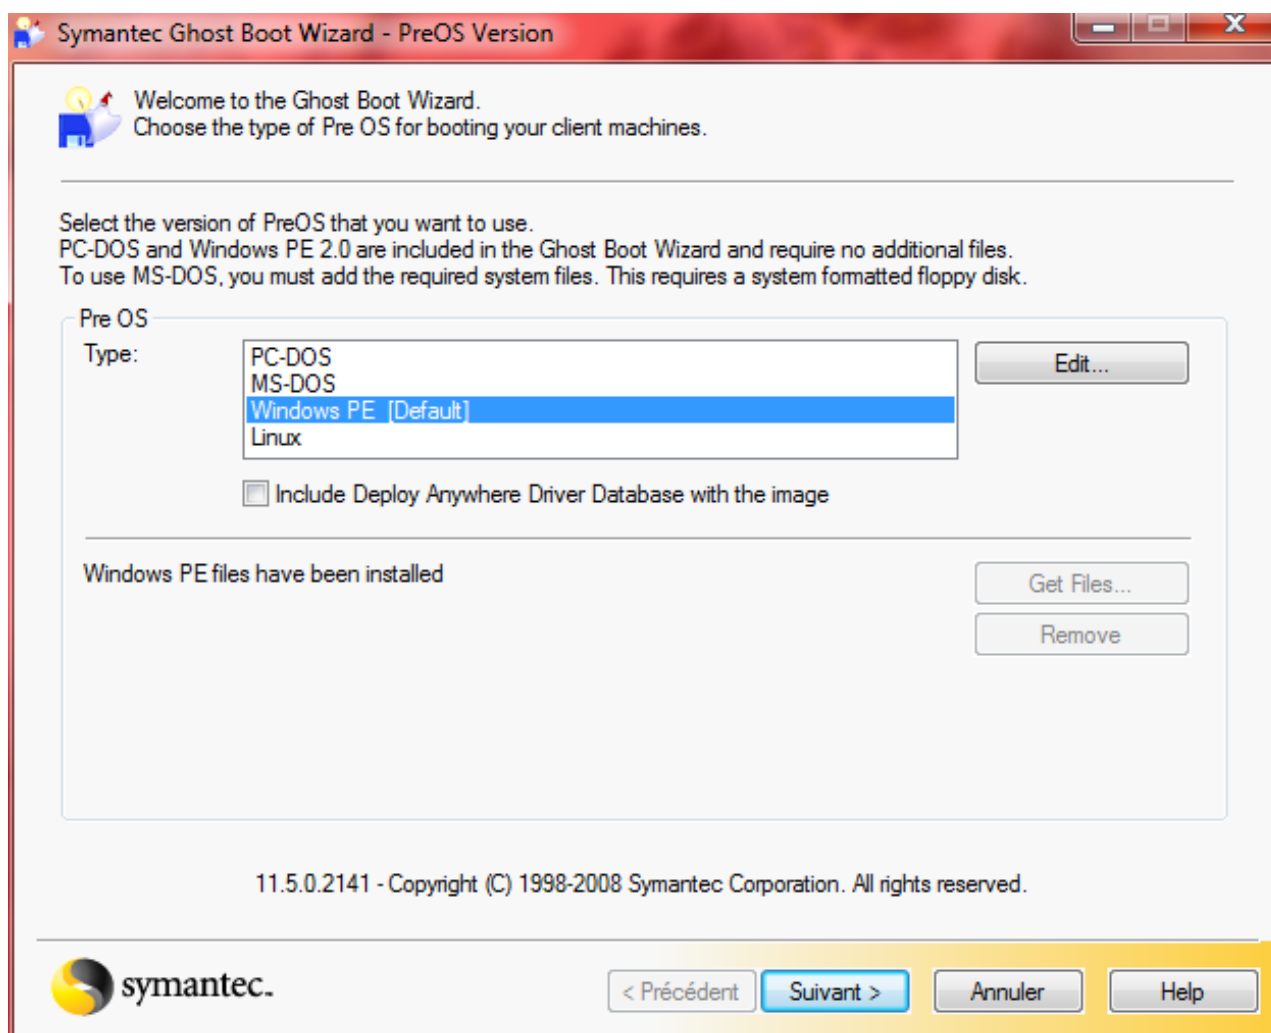 Symantec Ghost Boot Wizard - PreOS Version
Welcome to the Ghost Boot Wizard.
Choose the type of Pre OS for booting your client machines.
Select the version of PreOS that you want to use.
PC-DOS and Windows PE 2.0 are included in the Ghost Boot Wizard and require no additional files.
To use MS-DOS, you must add the required system files. This requires a system formatted floppy disk.
Pre OS
Type:
PC-DOS
MS-DOS
Windows PE [Default]
Linux
Edit...
Include Deploy Anywhere Driver Database with the image
Windows PE files have been installed
Get Files...
Remove
11.5.0.2141 - Copyright (C) 1998-2008 Symantec Corporation. All rights reserved.
symantec.
< Précédent
Suivant >
Annuler
Help